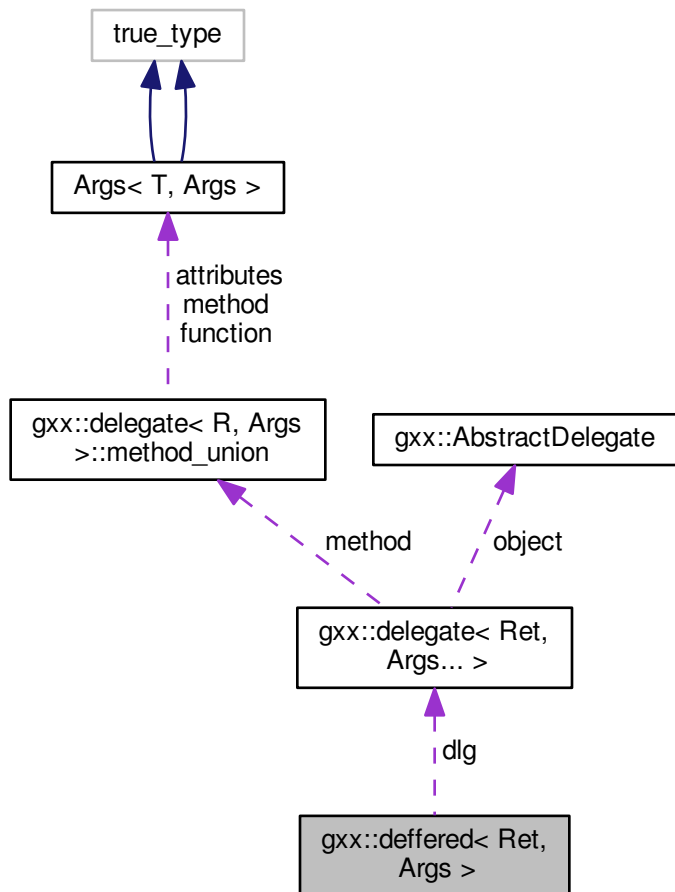 true_type
Args< T, Args >
attributes
method
function
gxx::delegate< R, Args
>::method_union
gxx::AbstractDelegate
method
object
gxx::delegate< Ret,
Args... >
dlg
gxx::deffered< Ret,
Args >